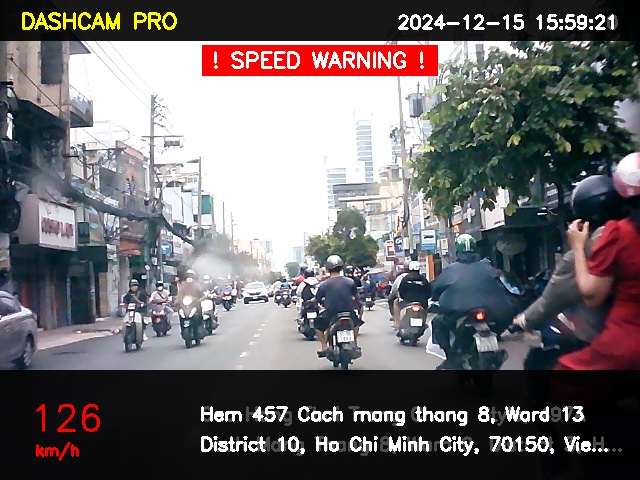 DASHCAM PRO
2024-12-15 15:59:21
! SPEED WARNING !
126
km/h
Hem 457 Cach mang thang 8, Ward 13
District 10, Ho Chi Minh City, 70150, Vie...